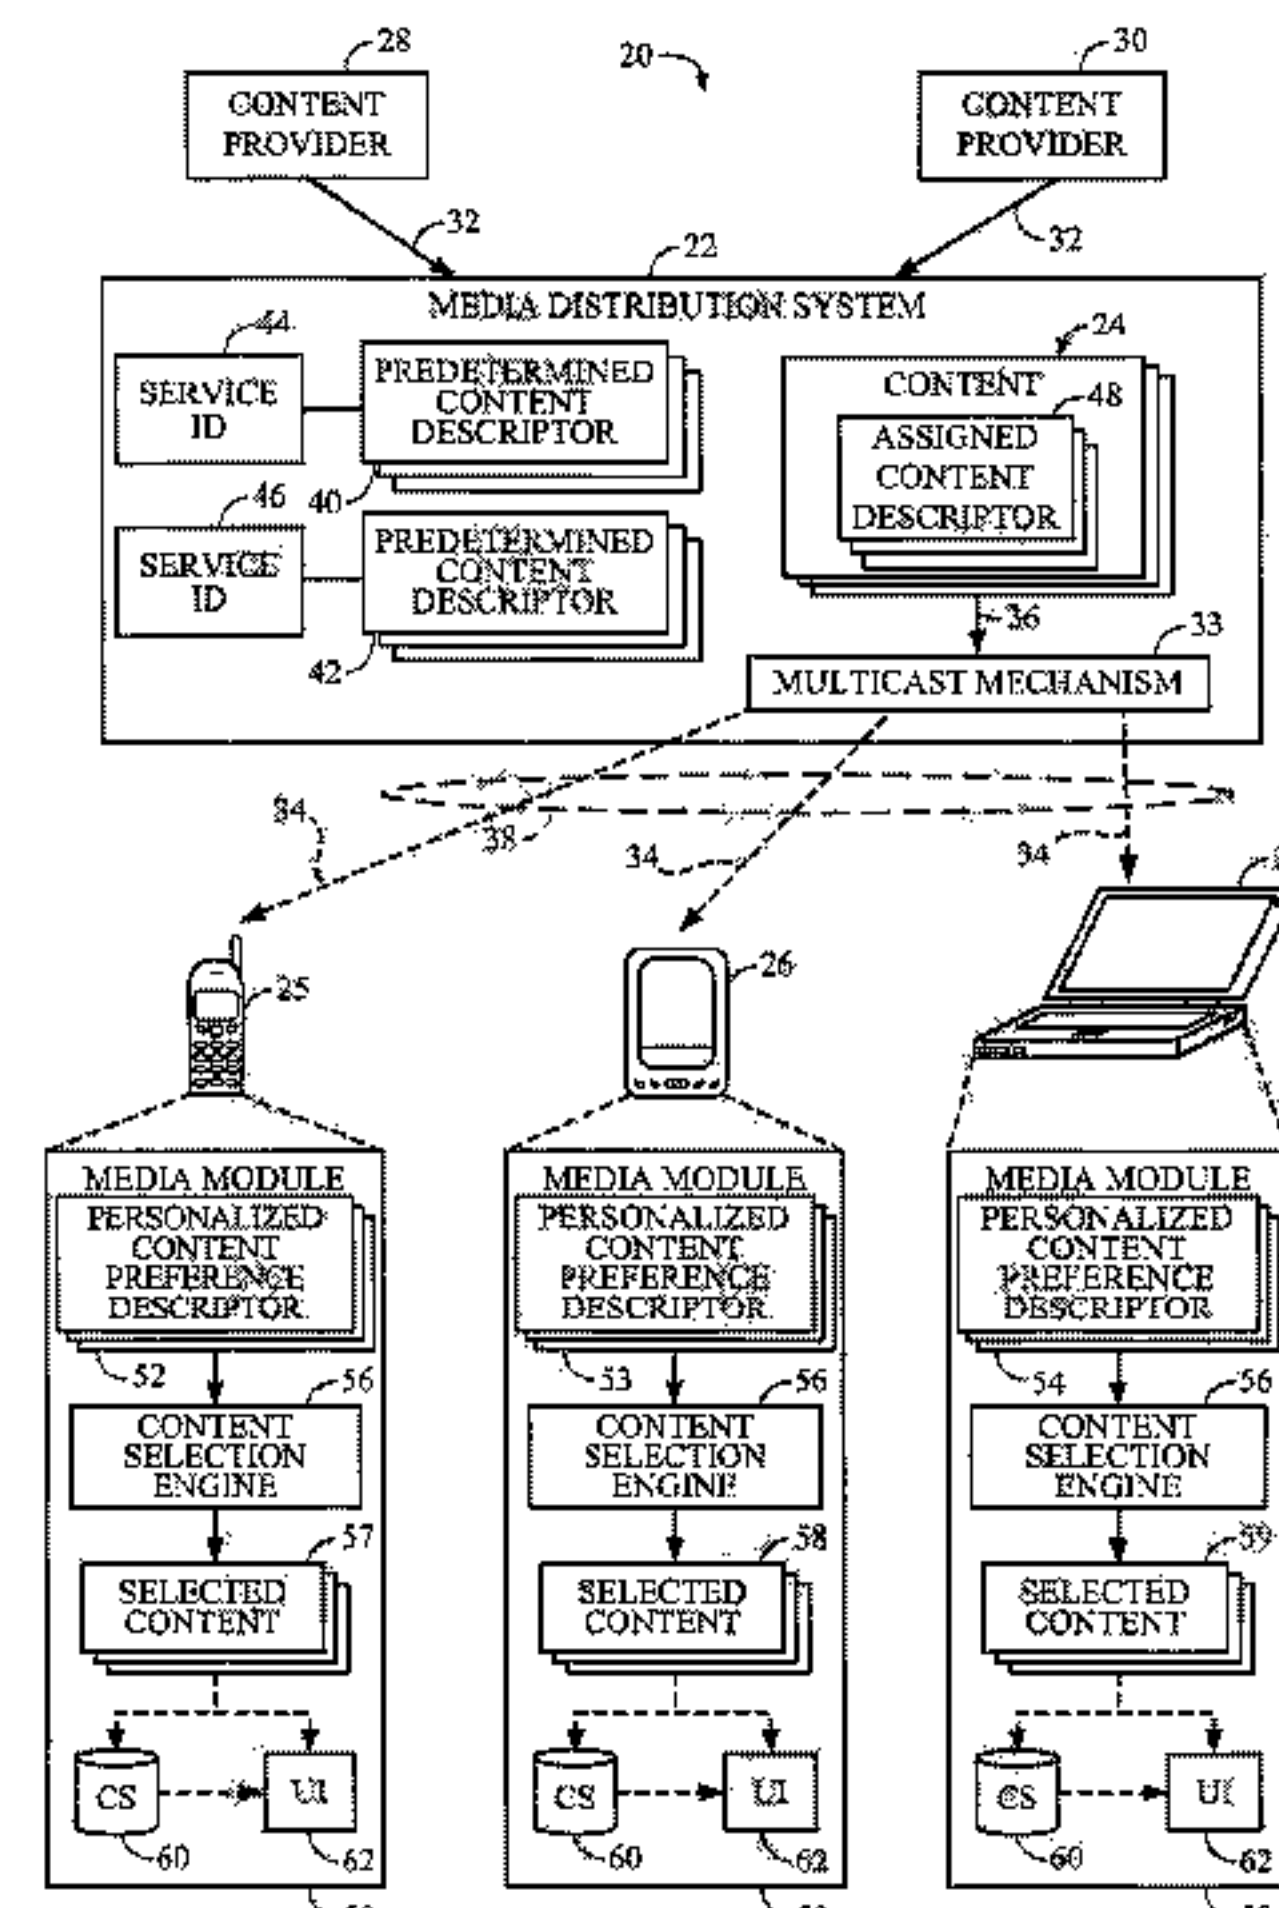 28
20
30
CONTENT
PROVIDER
CONTENT
PROVIDER
32
22
32
MEDIA DISTRIBUTION SYSTEM
44
SERVICE
ID
PREDETERMINED
CONTENT
DESCRIPTOR
40
24
CONTENT
48
ASSIGNED
CONTENT
DESCRIPTOR
46
SERVICE
ID
PREDETERMINED
CONTENT
DESCRIPTOR
42
36
33
MULTICAST MECHANISM
34
38
34
34
25
26
MEDIA MODULE
PERSONALIZED
CONTENT
PREFERENCE
DESCRIPTOR
52
56
CONTENT
SELECTION
ENGINE
57
SELECTED
CONTENT
CS
UI
60
62
MEDIA MODULE
PERSONALIZED
CONTENT
PREFERENCE
DESCRIPTOR
53
56
CONTENT
SELECTION
ENGINE
58
SELECTED
CONTENT
CS
UI
60
62
MEDIA MODULE
PERSONALIZED
CONTENT
PREFERENCE
DESCRIPTOR
54
56
CONTENT
SELECTION
ENGINE
59
SELECTED
CONTENT
CS
UI
60
62